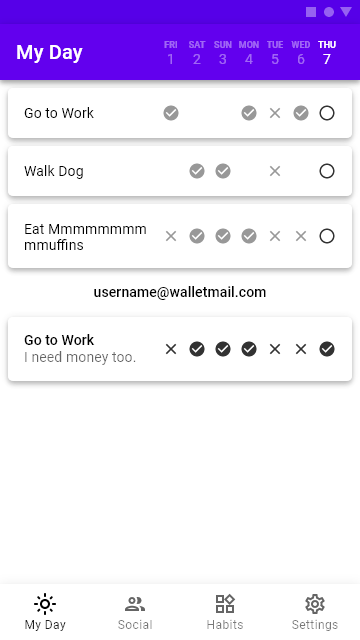 My Day
FRI SAT SUN MON TUE WED THU
1 2 3 4 5 6 7
Go to Work
Walk Dog
Eat Mmmmmmmm
mmuffins
username@walletmail.com
Go to Work
I need money too.
My Day Social Habits Settings